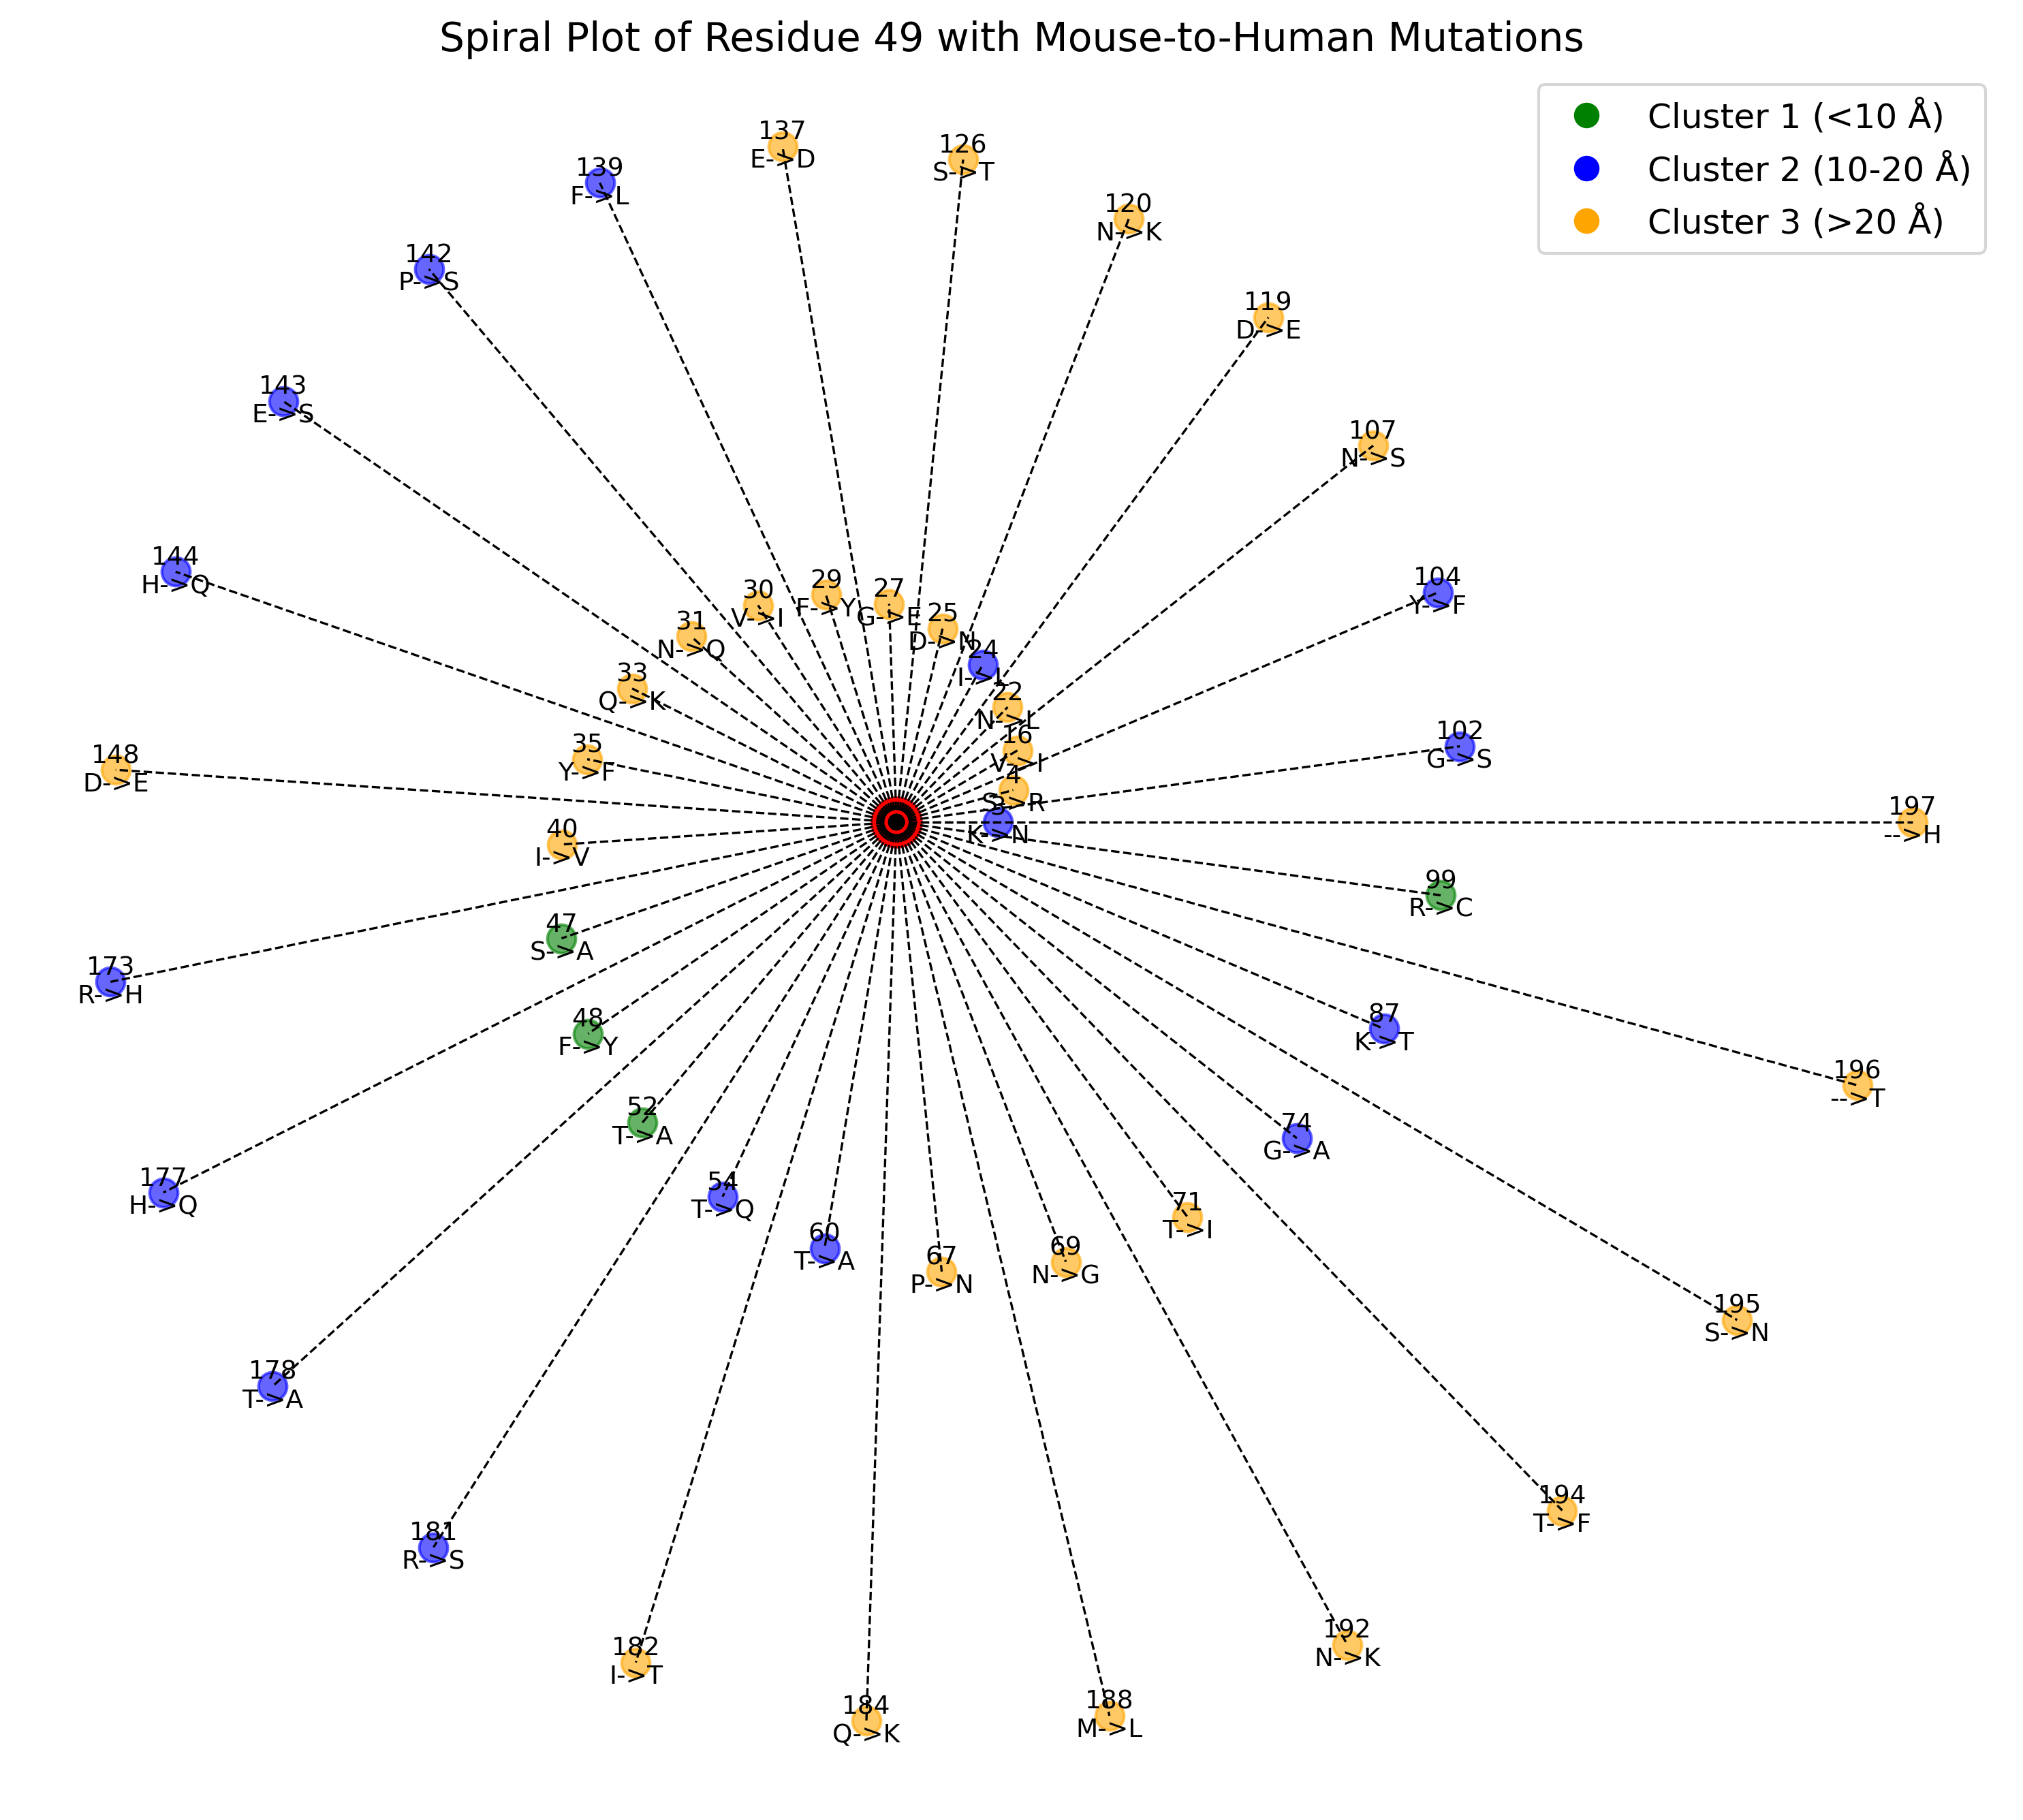 Spiral Plot of Residue 49 with Mouse-to-Human Mutations
Cluster 1 (<10 Å)
Cluster 2 (10-20 Å)
Cluster 3 (>20 Å)
137
E->D
126
S->T
139
F->L
120
N->K
142
P->S
119
D->E
143
E->S
107
N->S
144
H->Q
104
Y->F
30
V->I
29
F->Y
27
G->E
25
D->N
31
N->Q
24
I->L
33
Q->K
22
N->L
102
G->S
16
V->I
35
Y->F
148
D->E
4
S->R
3
K->N
197
-->H
40
I->V
99
R->C
47
S->A
173
R->H
48
F->Y
87
K->T
196
-->T
52
T->A
74
G->A
177
H->Q
54
T->Q
71
T->I
60
T->A
67
P->N
69
N->G
195
S->N
178
T->A
194
T->F
181
R->S
192
N->K
182
I->T
188
M->L
184
Q->K